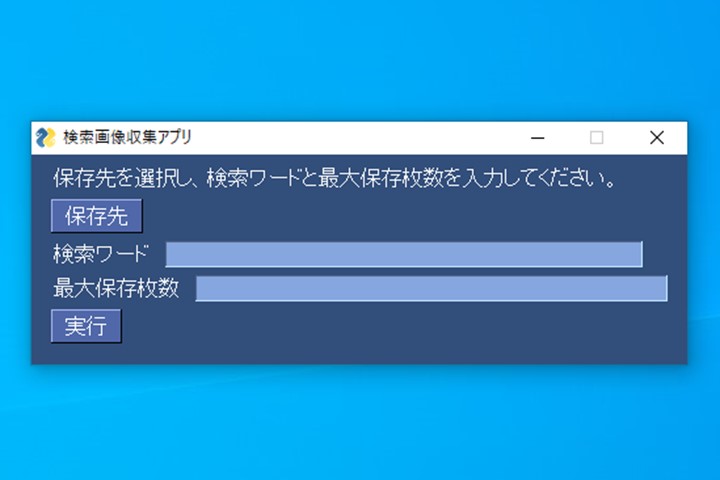 検索画像収集アプリ
保存先を選択し、検索ワードと最大保存枚数を入力してください。
保存先
検索ワード
最大保存枚数
実行